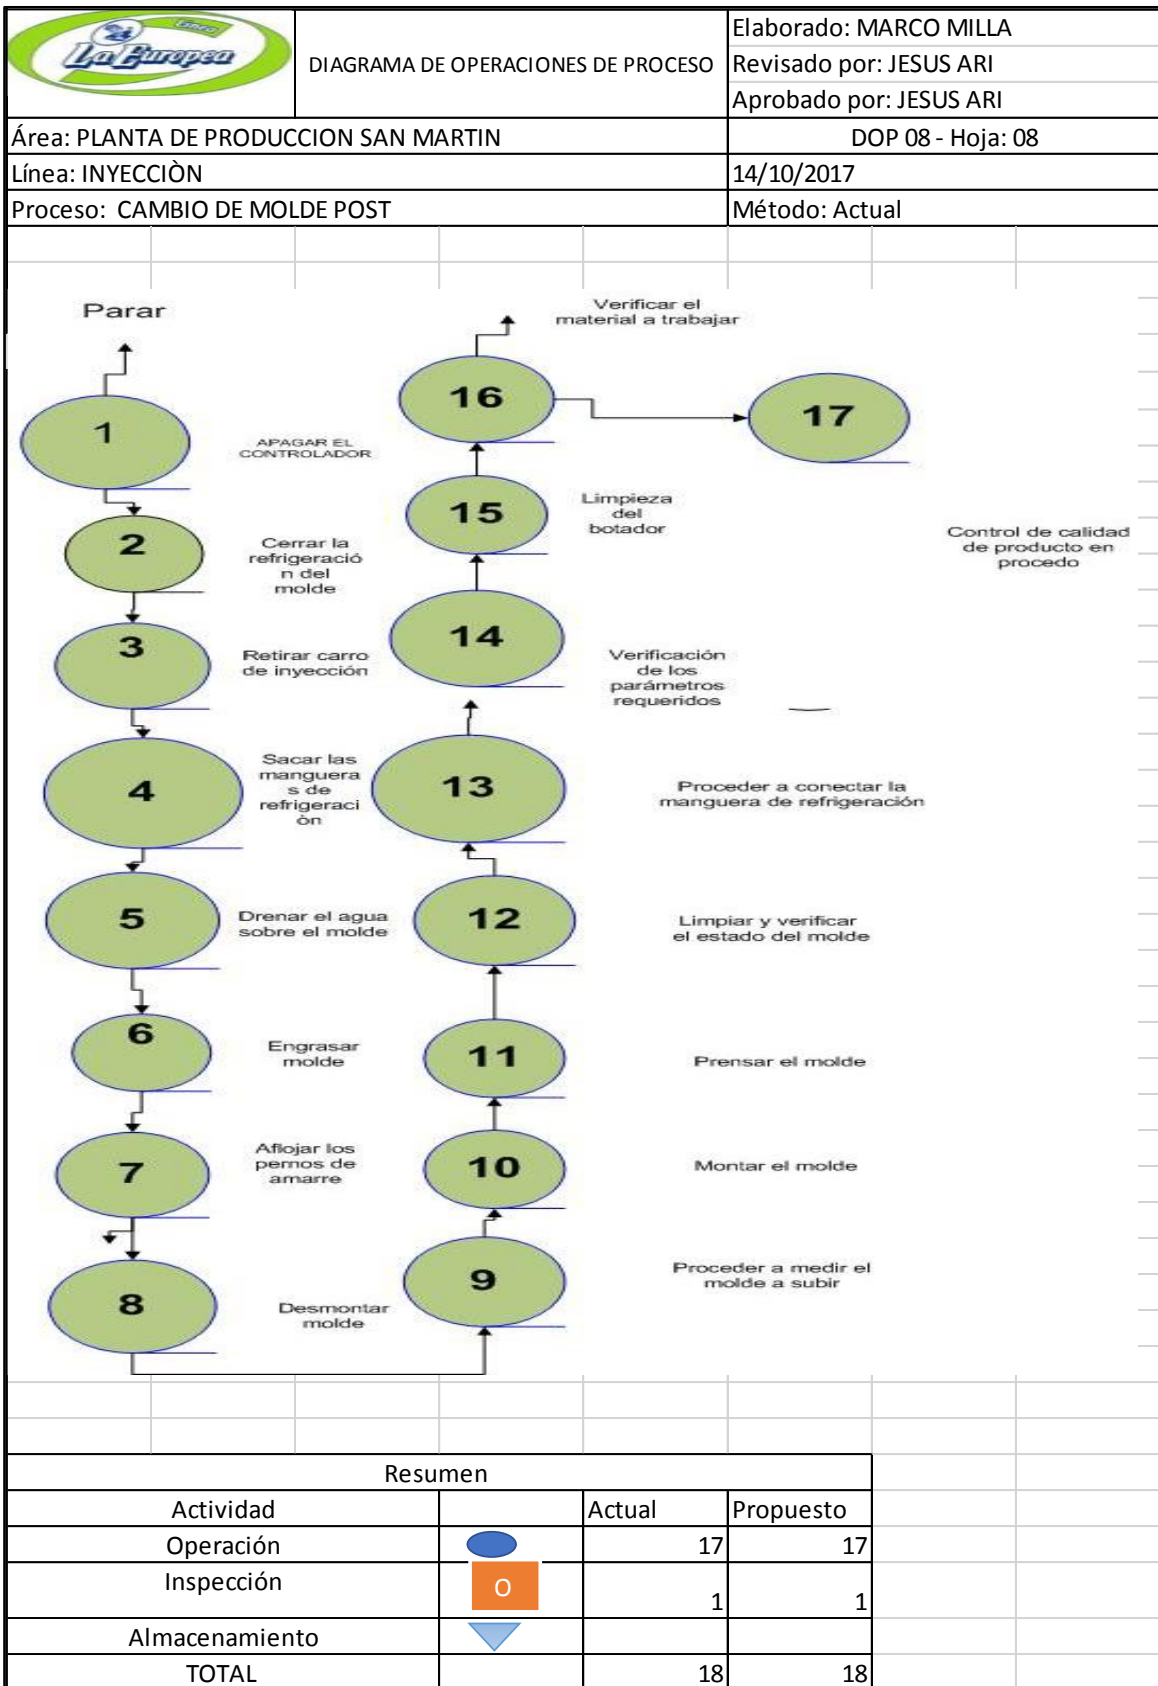 Linea
La Europea
DIAGRAMA DE OPERACIONES DE PROCESO
Elaborado: MARCO MILLA
Revisado por: JESUS ARI
Aprobado por: JESUS ARI
Área: PLANTA DE PRODUCCION SAN MARTIN
DOP 08 - Hoja: 08
Línea: INYECCIÒN
14/10/2017
Proceso: CAMBIO DE MOLDE POST
Método: Actual
Parar
1
APAGAR EL
CONTROLADOR
2
Cerrar la
refrigeració
n del
molde
3
Retirar carro
de inyección
4
Sacar las
manguera
s de
refrigeraci
òn
5
Drenar el agua
sobre el molde
6
Engrasar
molde
7
Aflojar los
pernos de
amarre
8
Desmontar
molde
9
Proceder a medir el
molde a subir
10
Montar el molde
11
Prensar el molde
12
Limpiar y verificar
el estado del molde
13
Proceder a conectar la
manguera de refrigeración
14
Verificación
de los
parámetros
requeridos
15
Limpieza
del
botador
16
Verificar el
material a trabajar
17
Control de calidad
de producto en
procedo
Resumen
Actividad Actual Propuesto
Operación 17 17
Inspección O 1 1
Almacenamiento
TOTAL 18 18